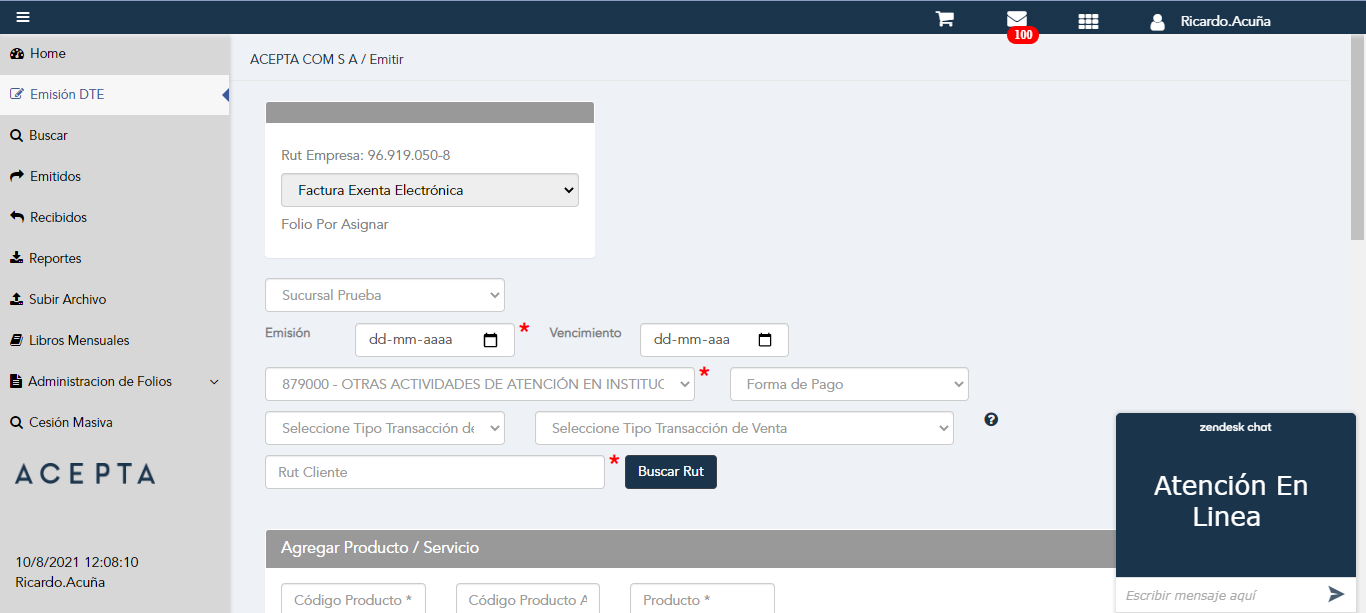 100
Ricardo.Acuña
Home
Emisión DTE
Buscar
Emitidos
Recibidos
Reportes
Subir Archivo
Libros Mensuales
Administracion de Folios
Cesión Masiva
ACEPTA
10/8/2021 12:08:10
Ricardo.Acuña
ACEPTA COM S A / Emitir
Rut Empresa: 96.919.050-8
Factura Exenta Electrónica
Folio Por Asignar
Sucursal Prueba
Emisión dd-mm-aaaa * Vencimiento dd-mm-aaa
879000 - OTRAS ACTIVIDADES DE ATENCIÓN EN INSTITUC * Forma de Pago
Seleccione Tipo Transacción de Seleccione Tipo Transacción de Venta ?
Rut Cliente * Buscar Rut
Agregar Producto / Servicio
Código Producto * Código Producto A Producto *
zendesk chat
Atención En
Linea
Escribir mensaje aquí